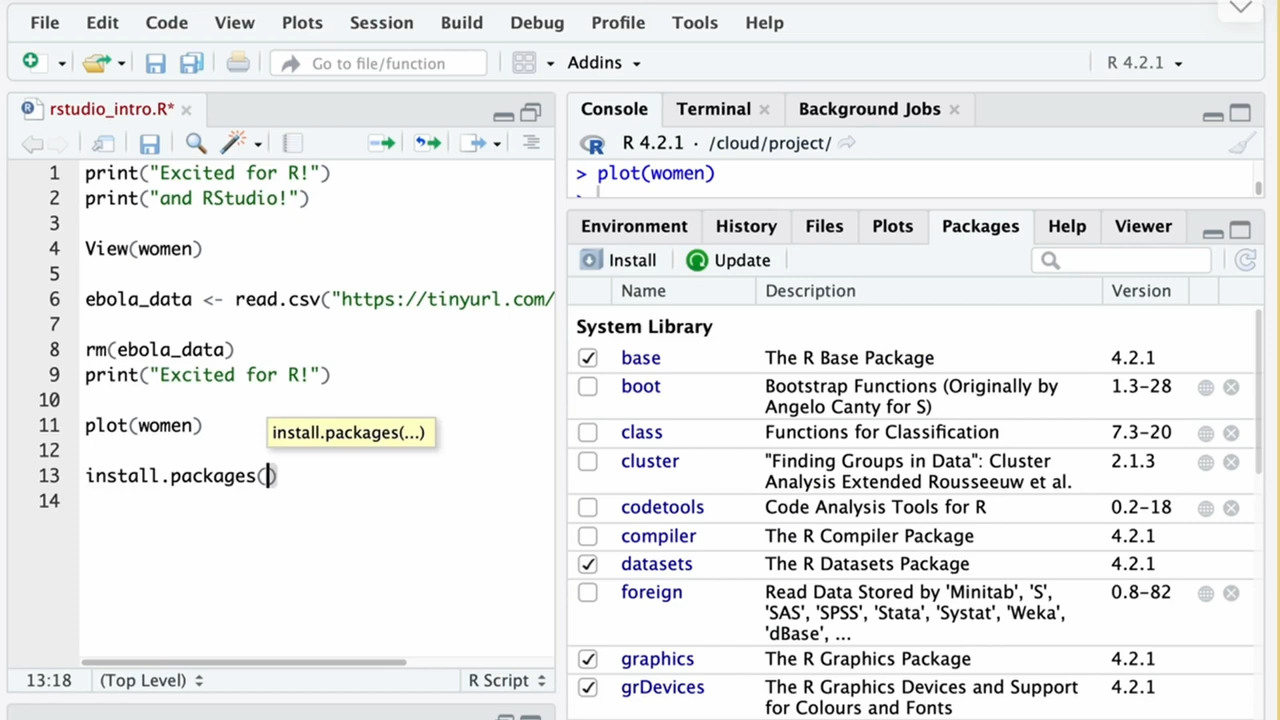 File Edit Code View Plots Session Build Debug Profile Tools Help
Go to file/function Addins R 4.2.1
rstudio_intro.R*
1 print("Excited for R!")
2 print("and RStudio!")
3
4 View(women)
5
6 ebola_data <- read.csv("https://tinyurl.com/
7
8 rm(ebola_data)
9 print("Excited for R!")
10
11 plot(women)
install.packages(...)
12
13 install.packages()
14
13:18 (Top Level) R Script
Console Terminal Background Jobs
R 4.2.1 · /cloud/project/
> plot(women)
>
Environment History Files Plots Packages Help Viewer
Install Update
Name Description Version
System Library
base The R Base Package 4.2.1
boot Bootstrap Functions (Originally by 1.3-28
Angelo Canty for S)
class Functions for Classification 7.3-20
cluster "Finding Groups in Data": Cluster 2.1.3
Analysis Extended Rousseeuw et al.
codetools Code Analysis Tools for R 0.2-18
compiler The R Compiler Package 4.2.1
datasets The R Datasets Package 4.2.1
foreign Read Data Stored by 'Minitab', 'S', 0.8-82
'SAS', 'SPSS', 'Stata', 'Systat', 'Weka',
'dBase', ...
graphics The R Graphics Package 4.2.1
grDevices The R Graphics Devices and Support 4.2.1
for Colours and Fonts